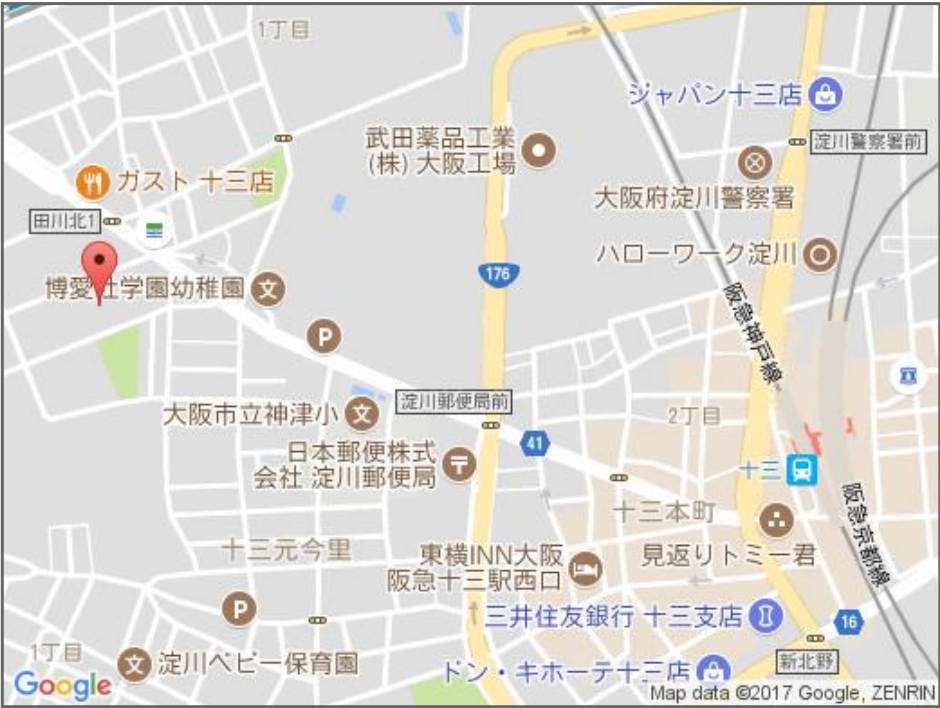 1丁目
ジャパン十三店
武田薬品工業
(株) 大阪工場
淀川警察署前
ガスト 十三店
大阪府淀川警察署
田川北1
ハローワーク淀川
176
博愛社学園幼稚園
文
阪急神戸線
P
淀川郵便局前
大阪市立神津小
文
2丁目
41
日本郵便株式
会社 淀川郵便局
十三
十三本町
阪急京都線
十三元今里
東横INN大阪
阪急十三駅西口
見返りトミー君
P
三井住友銀行 十三支店
16
1丁目
文
淀川ベビー保育園
新北野
ドン・キホーテ十三店
Google
Map data ©2017 Google, ZENRIN